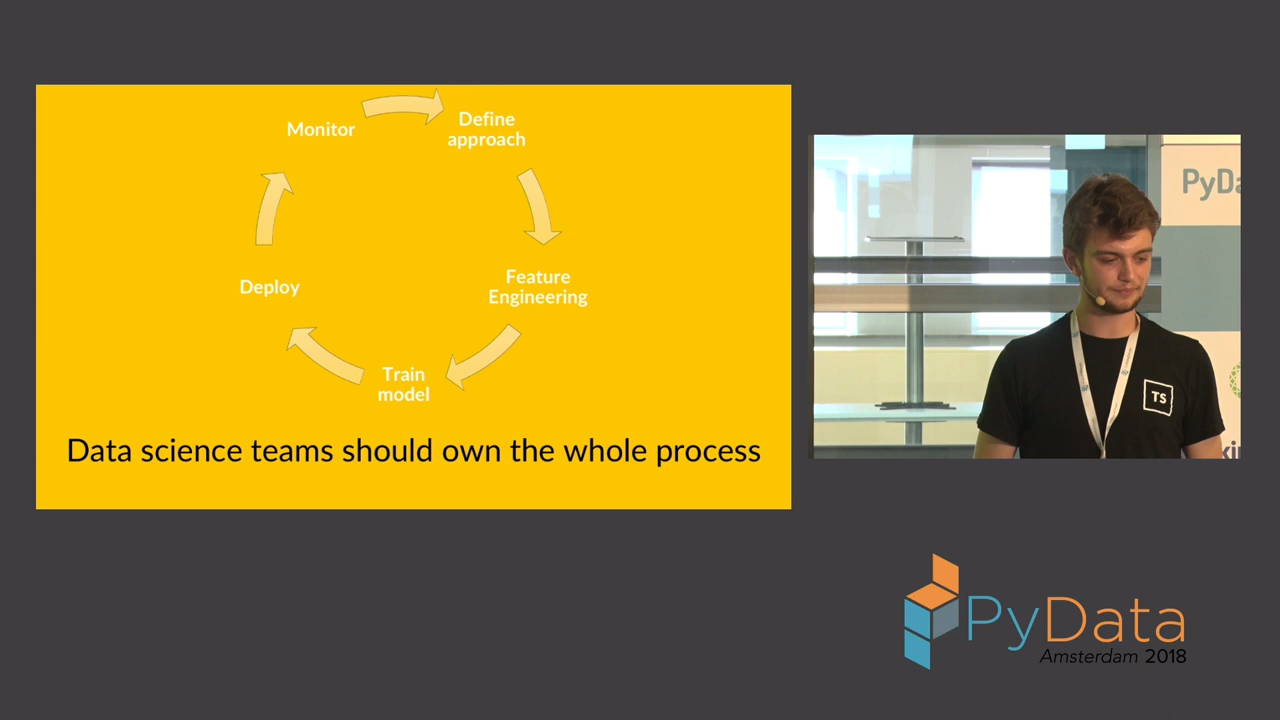 Monitor
Define
approach
Feature
Engineering
Train
model
Deploy
Data science teams should own the whole process
PyDa
TS
PyData
Amsterdam 2018